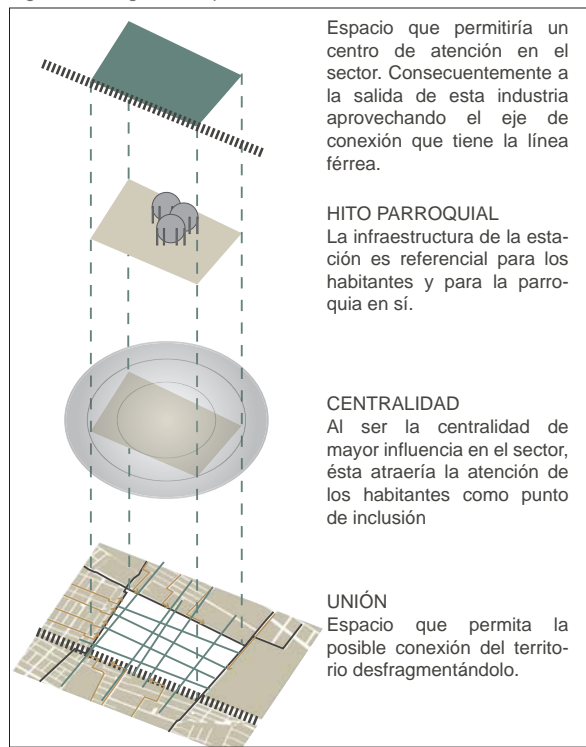 Espacio que permitiría un
centro de atención en el
sector. Consecuentemente a
la salida de esta industria
aprovechando el eje de
conexión que tiene la línea
férrea.
HITO PARROQUIAL
La infraestructura de la esta-
ción es referencial para los
habitantes y para la parro-
quia en sí.
CENTRALIDAD
Al ser la centralidad de
mayor influencia en el sector,
ésta atraería la atención de
los habitantes como punto
de inclusión
UNIÓN
Espacio que permita la
posible conexión del territo-
rio desfragmentándolo.